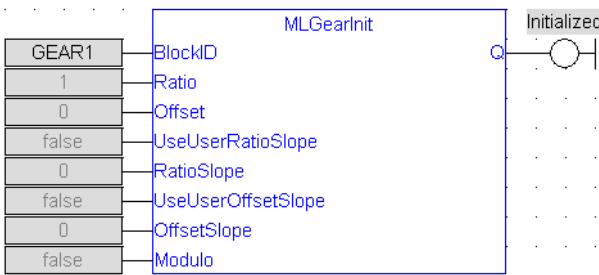 MLGearInit
Initialized
GEAR1 BlockID Q
1 Ratio
0 Offset
false UseUserRatioSlope
0 RatioSlope
false UseUserOffsetSlope
0 OffsetSlope
false Modulo